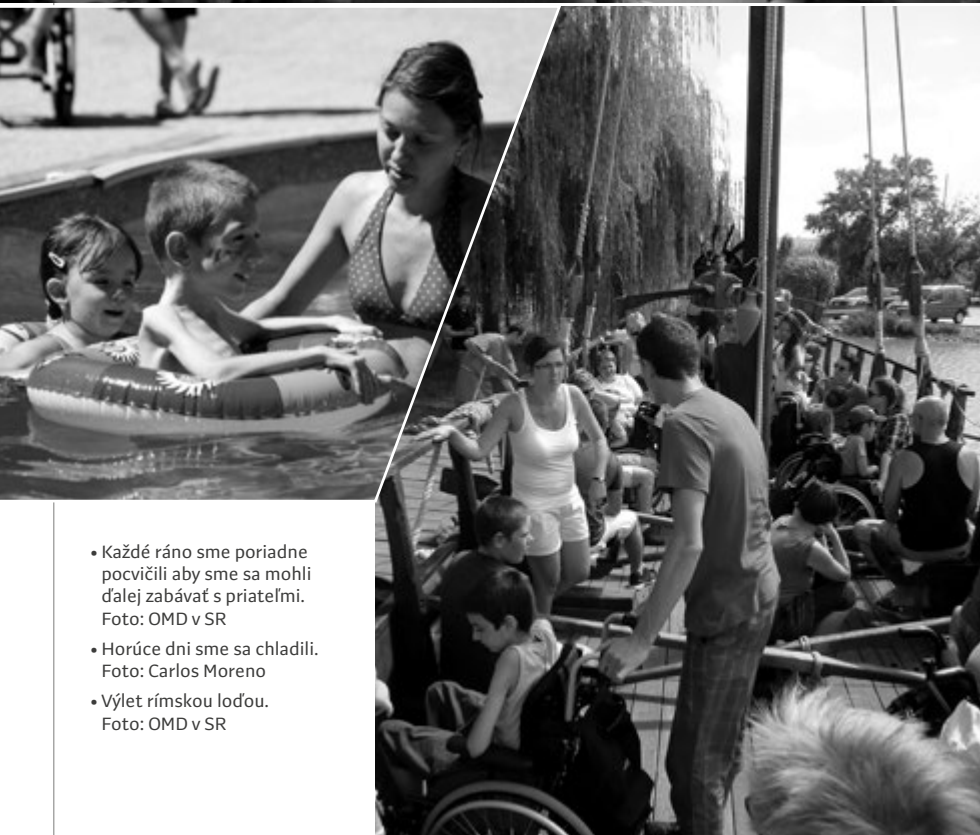 • Každé ráno sme poriadne
pocvičili aby sme sa mohli
ďalej zabávať s priateľmi.
Foto: OMD v SR
• Horúce dni sme sa chladili.
Foto: Carlos Moreno
• Výlet rímskou loďou.
Foto: OMD v SR